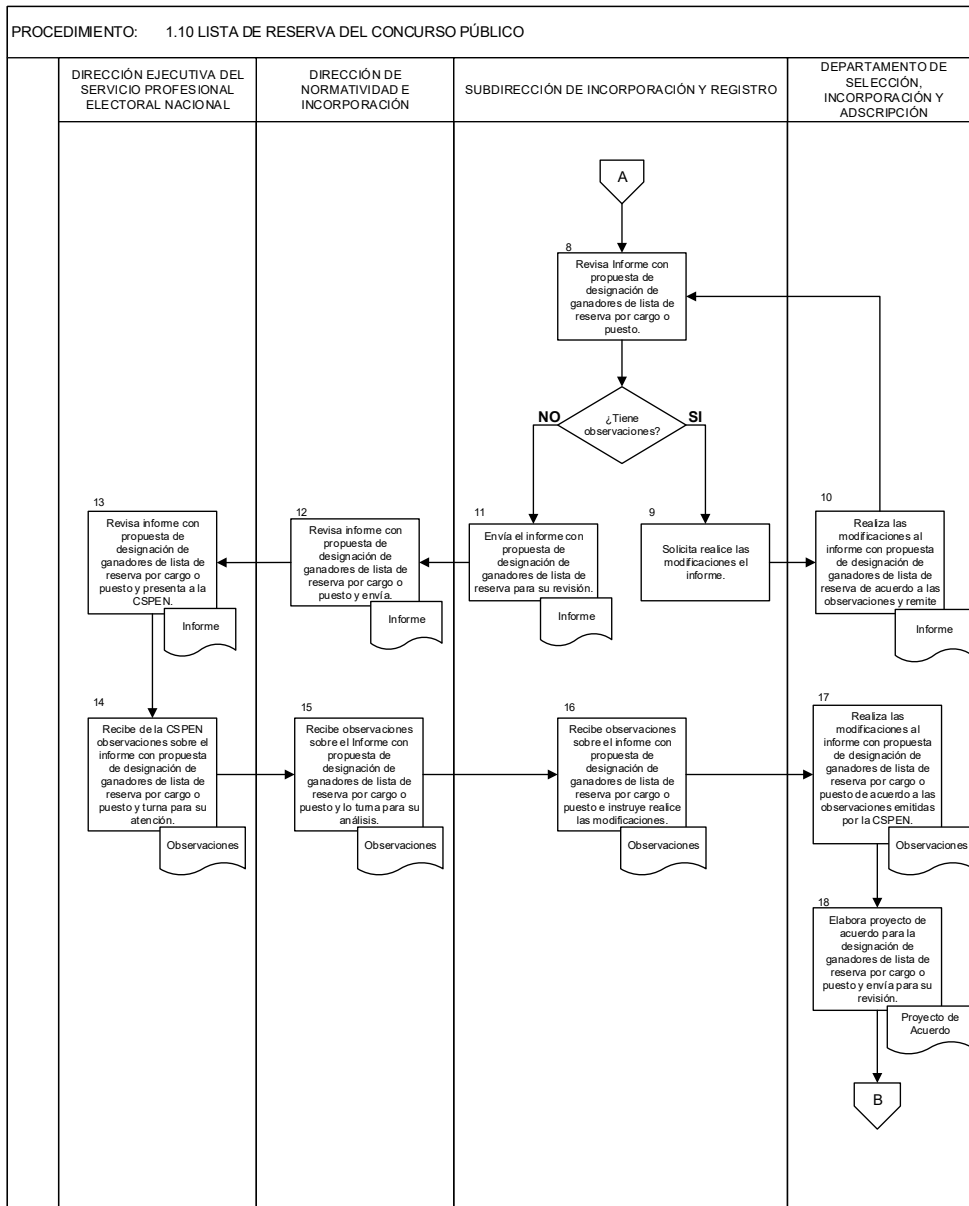 PROCEDIMIENTO: 1.10 LISTA DE RESERVA DEL CONCURSO PÚBLICO
DIRECCIÓN EJECUTIVA DEL
SERVICIO PROFESIONAL
ELECTORAL NACIONAL
DIRECCIÓN DE
NORMATIVIDAD E
INCORPORACIÓN
SUBDIRECCIÓN DE INCORPORACIÓN Y REGISTRO
DEPARTAMENTO DE
SELECCIÓN,
INCORPORACIÓN Y
ADSCRIPCIÓN
A
8
Revisa Informe con
propuesta de
designación de
ganadores de lista de
reserva por cargo o
puesto.
¿Tiene
observaciones?
NO
SI
13
Revisa informe con
propuesta de
designación de
ganadores de lista de
reserva por cargo o
puesto y presenta a la
CSPEN.
Informe
12
Revisa informe con
propuesta de
designación de
ganadores de lista de
reserva por cargo o
puesto y envía.
Informe
11
Envía el informe con
propuesta de
designación de
ganadores de lista de
reserva para su revisión.
Informe
9
Solicita realice las
modificaciones el
informe.
10
Realiza las
modificaciones al
informe con propuesta
de designación de
ganadores de lista de
reserva de acuerdo a las
observaciones y remite
Informe
14
Recibe de la CSPEN
observaciones sobre el
informe con propuesta
de designación de
ganadores de lista de
reserva por cargo o
puesto y turna para su
atención.
Observaciones
15
Recibe observaciones
sobre el Informe con
propuesta de
designación de
ganadores de lista de
reserva por cargo o
puesto y lo turna para su
análisis.
Observaciones
16
Recibe observaciones
sobre el informe con
propuesta de
designación de
ganadores de lista de
reserva por cargo o
puesto e instruye realice
las modificaciones.
Observaciones
17
Realiza las
modificaciones al
informe con propuesta
de designación de
ganadores de lista de
reserva por cargo o
puesto de acuerdo a las
observaciones emitidas
por la CSPEN.
Observaciones
18
Elabora proyecto de
acuerdo para la
designación de
ganadores de lista de
reserva por cargo o
puesto y envía para su
revisión.
Proyecto de
Acuerdo
B